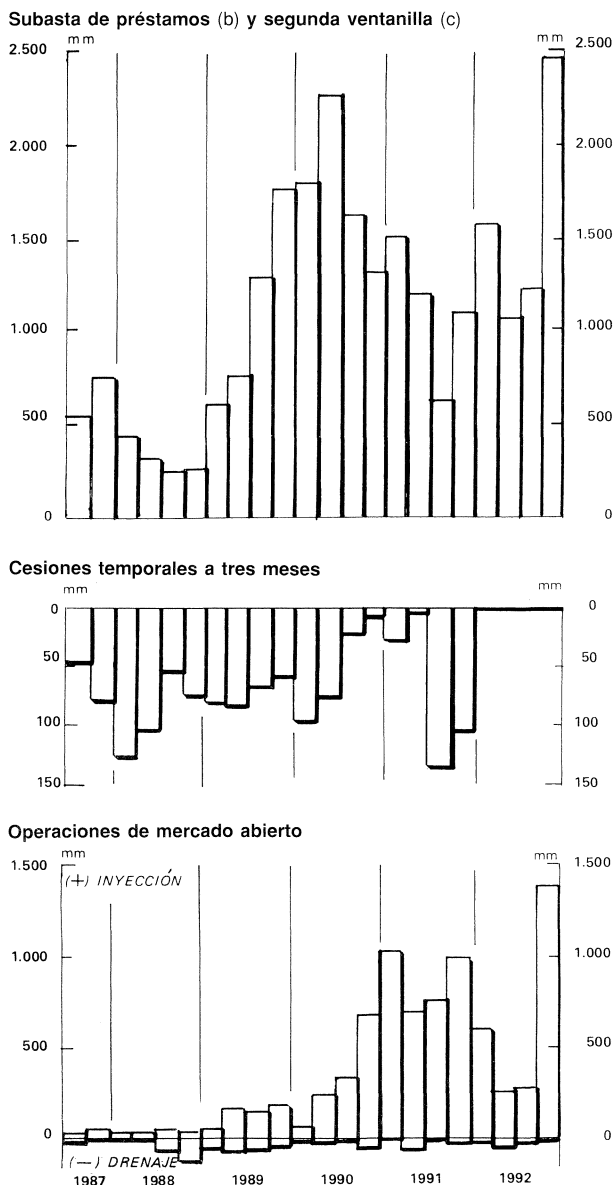 Subasta de préstamos (b) y segunda ventanilla (c)
mm mm
2.500 2.500
2.000 2.000
1.500 1.500
1.000 1.000
500 500
0 0
Cesiones temporales a tres meses
mm mm
0 0
50 50
100 100
150 150
Operaciones de mercado abierto
mm mm
1.500 1.500
(+) INYECCIÓN
1.000 1.000
500 500
0 0
(—) DRENAJE
1987 1988 1989 1990 1991 1992